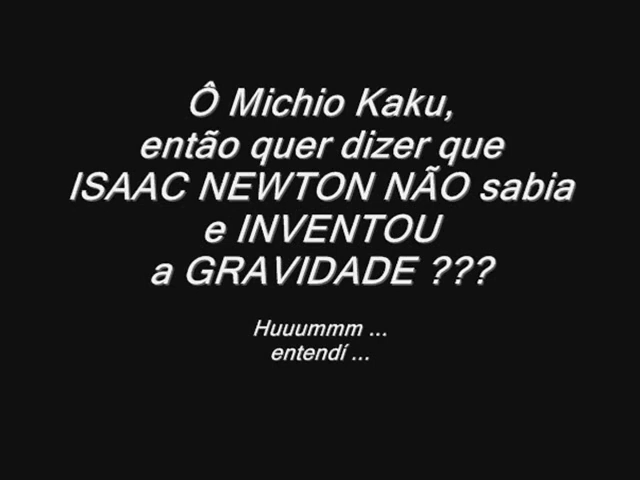 Ô Michio Kaku,
então quer dizer que
ISAAC NEWTON NÃO sabia
e INVENTOU
a GRAVIDADE ???
Huuummm ...
entendí ...